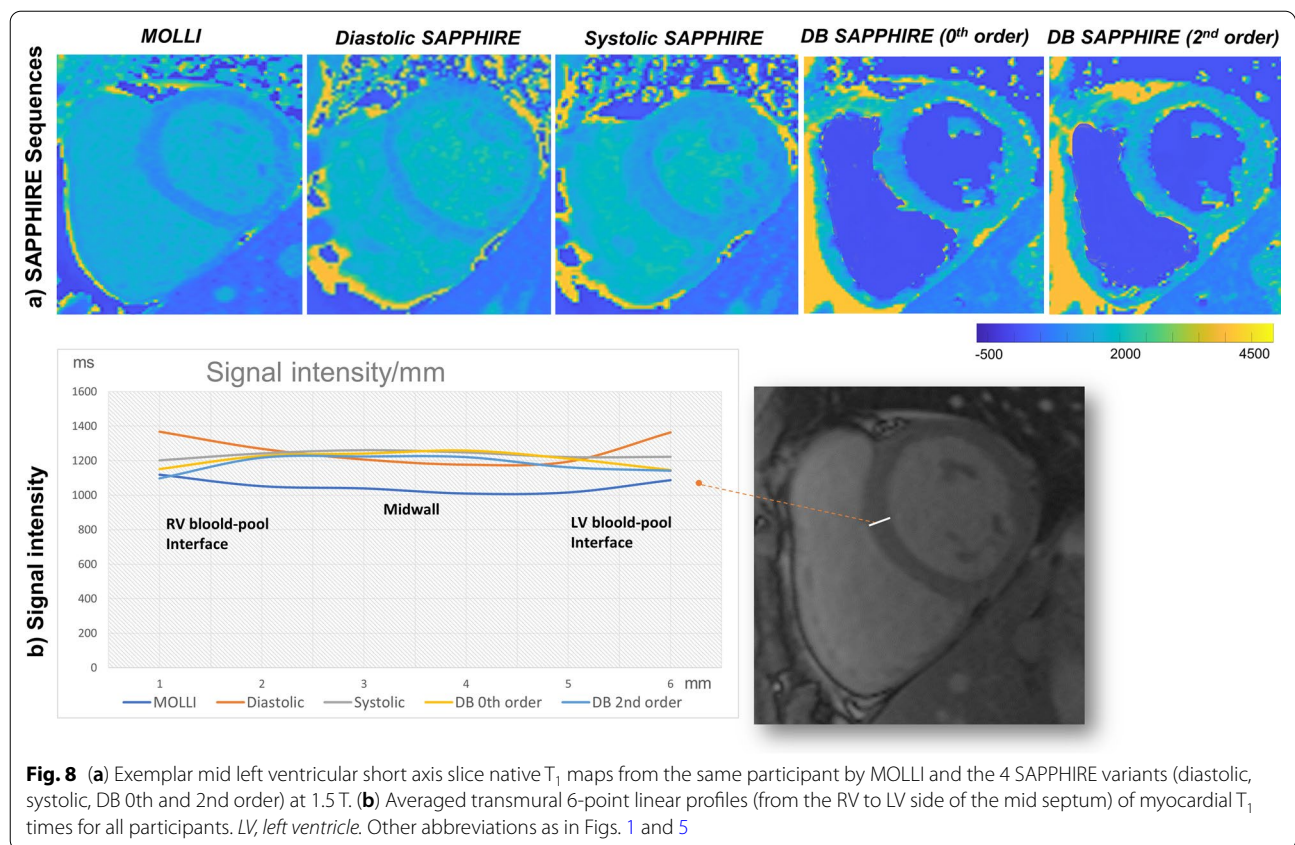 MOLLI Diastolic SAPPHIRE Systolic SAPPHIRE DB SAPPHIRE (0th order) DB SAPPHIRE (2nd order)
a) SAPPHIRE Sequences
-500 2000 4500
ms
Signal intensity/mm
1600
1400
1200
1000
800
600
400
200
0
RV bloold-pool
Interface
Midwall
LV bloold-pool
Interface
1 2 3 4 5 6 mm
MOLLI Diastolic Systolic DB 0th order DB 2nd order
b) Signal intensity
Fig. 8 (a) Exemplar mid left ventricular short axis slice native T1 maps from the same participant by MOLLI and the 4 SAPPHIRE variants (diastolic,
systolic, DB 0th and 2nd order) at 1.5 T. (b) Averaged transmural 6-point linear profiles (from the RV to LV side of the mid septum) of myocardial T1
times for all participants. LV, left ventricle. Other abbreviations as in Figs. 1 and 5